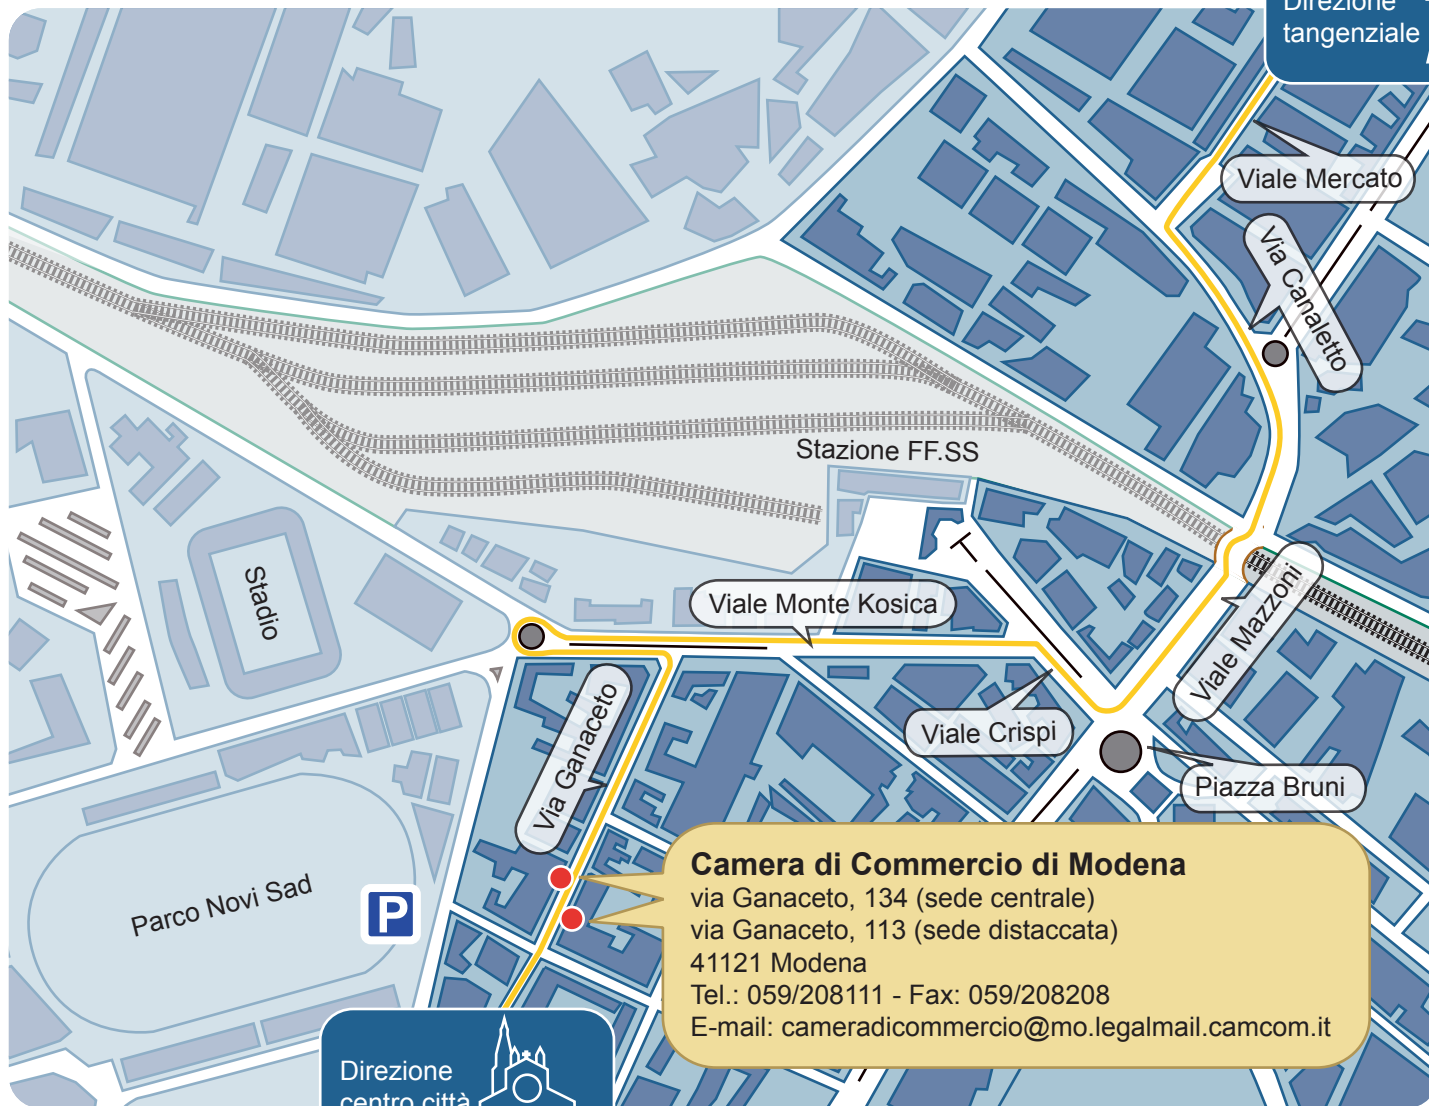 Direzione
tangenziale
Viale Mercato
Via Canaletto
Stazione FF.SS
Stadio
Viale Monte Kosica
Viale Mazzoni
Via Ganaceto
Viale Crispi
Piazza Bruni
Parco Novi Sad
P
Camera di Commercio di Modena
via Ganaceto, 134 (sede centrale)
via Ganaceto, 113 (sede distaccata)
41121 Modena
Tel.: 059/208111 - Fax: 059/208208
E-mail: cameradicommercio@mo.legalmail.camcom.it
Direzione
centro città